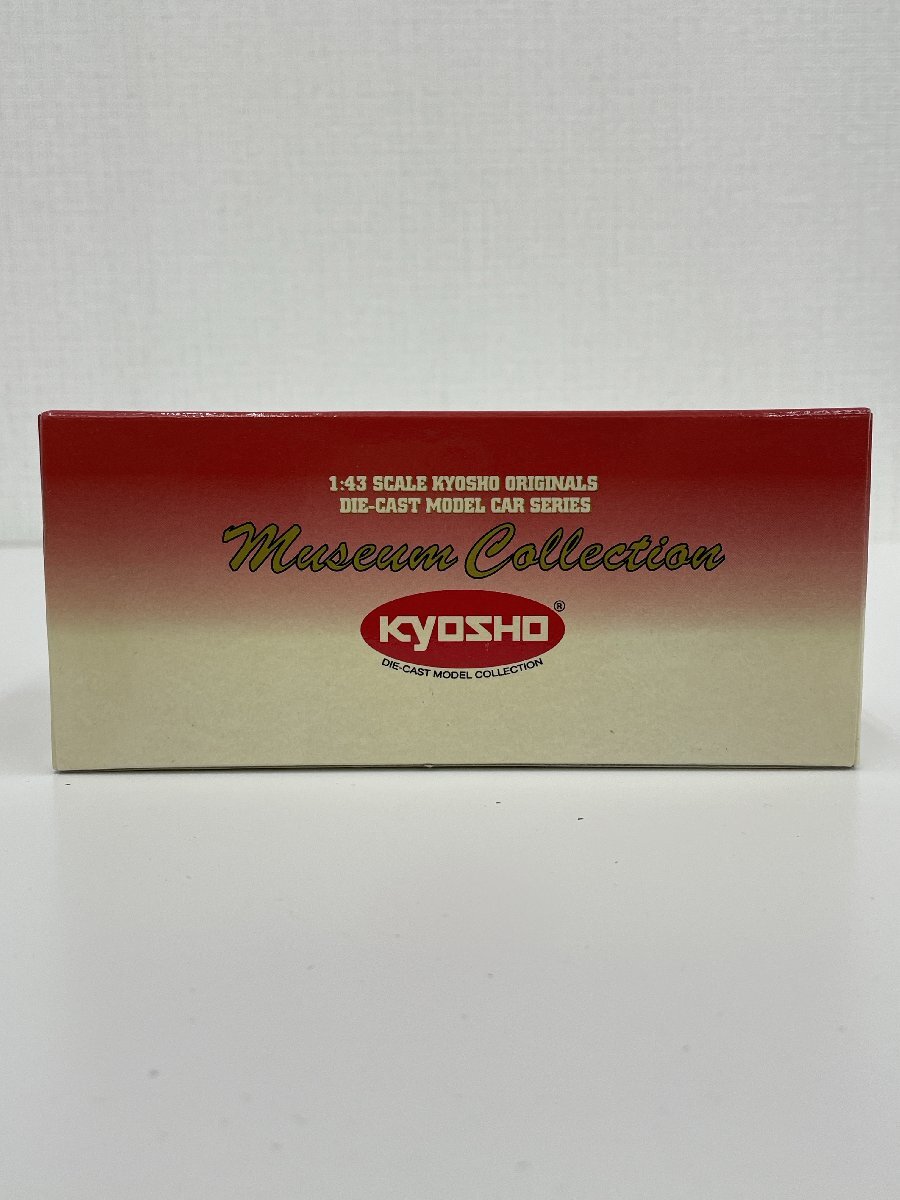 1:43 SCALE KYOSHO ORIGINALS
DIE-CAST MODEL CAR SERIES
Museum Collection
KYOSHO ®
DIE-CAST MODEL COLLECTION